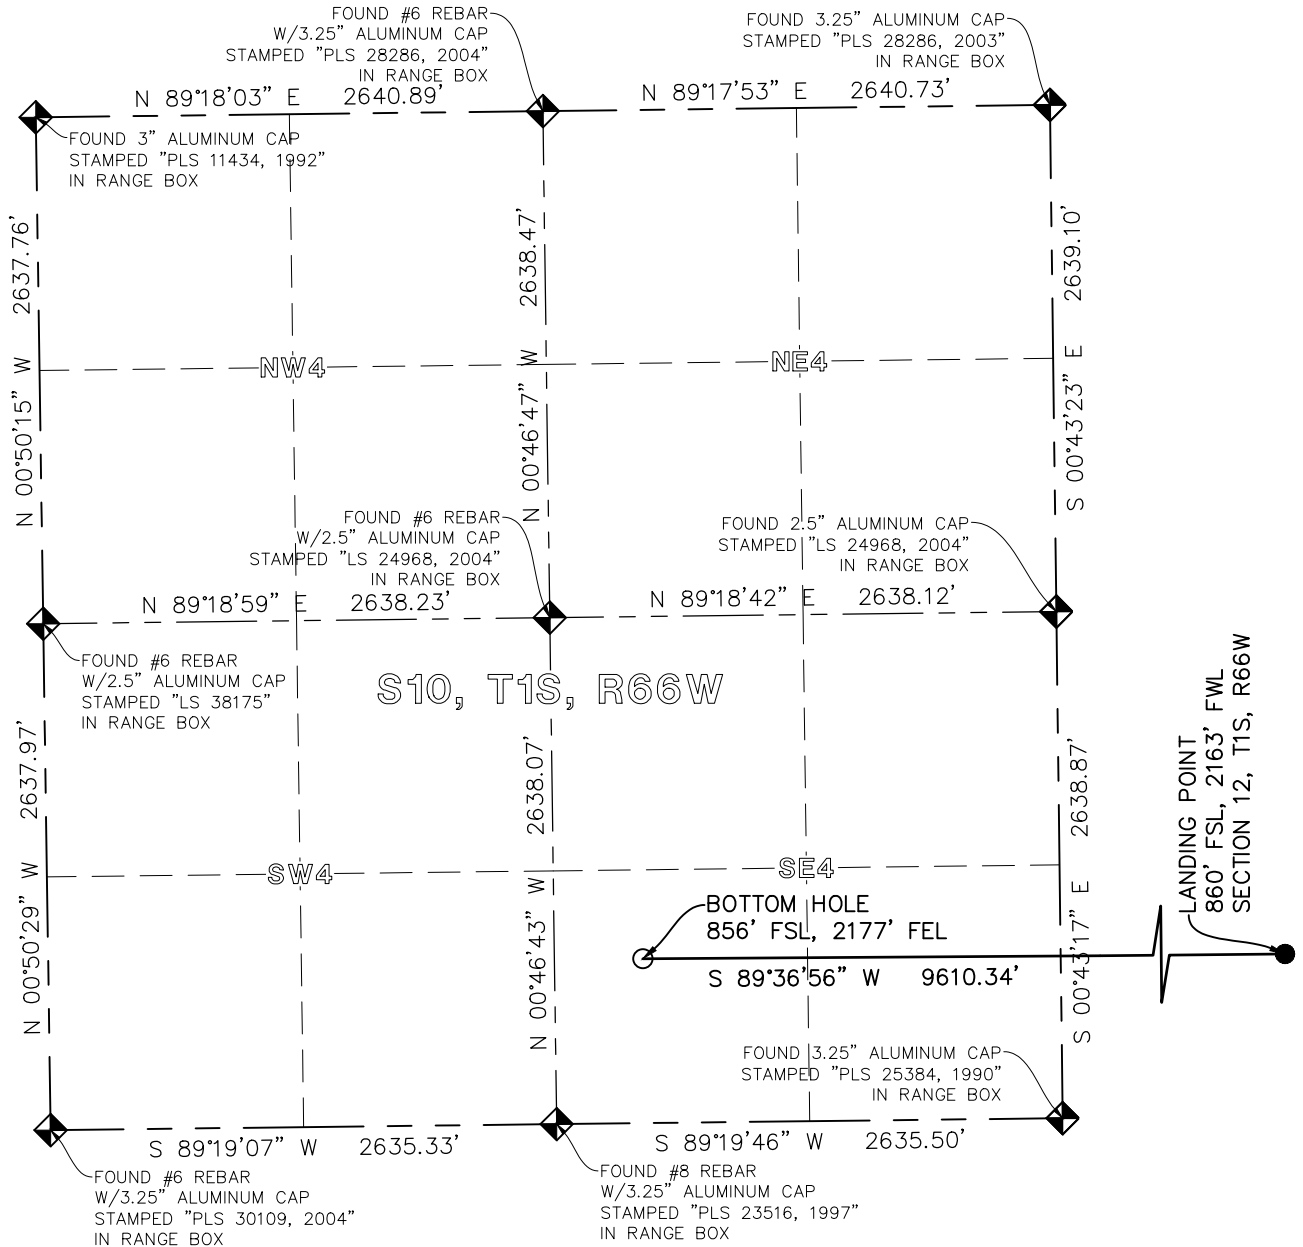 FOUND #6 REBAR
W/3.25" ALUMINUM CAP
STAMPED "PLS 28286, 2004"
IN RANGE BOX
FOUND 3.25" ALUMINUM CAP
STAMPED "PLS 28286, 2003"
IN RANGE BOX
N 89°18'03" E 2640.89'
N 89°17'53" E 2640.73'
FOUND 3" ALUMINUM CAP
STAMPED "PLS 11434, 1992"
IN RANGE BOX
N 00°50'15" W 2637.76'
N 00°46'47" W 2638.47'
S 00°43'23" E 2639.10'
NW4
NE4
FOUND #6 REBAR
W/2.5" ALUMINUM CAP
STAMPED "LS 24968, 2004"
IN RANGE BOX
FOUND 2.5" ALUMINUM CAP
STAMPED "LS 24968, 2004"
IN RANGE BOX
N 89°18'59" E 2638.23'
N 89°18'42" E 2638.12'
FOUND #6 REBAR
W/2.5" ALUMINUM CAP
STAMPED "LS 38175"
IN RANGE BOX
S10, T1S, R66W
N 00°50'29" W 2637.97'
N 00°46'43" W 2638.07'
S 00°43'17" E 2638.87'
LANDING POINT
860' FSL, 2163' FWL
SECTION 12, T1S, R66W
SW4
SE4
BOTTOM HOLE
856' FSL, 2177' FEL
S 89°36'56" W 9610.34'
FOUND 3.25" ALUMINUM CAP
STAMPED "PLS 25384, 1990"
IN RANGE BOX
S 89°19'07" W 2635.33'
S 89°19'46" W 2635.50'
FOUND #6 REBAR
W/3.25" ALUMINUM CAP
STAMPED "PLS 30109, 2004"
IN RANGE BOX
FOUND #8 REBAR
W/3.25" ALUMINUM CAP
STAMPED "PLS 23516, 1997"
IN RANGE BOX